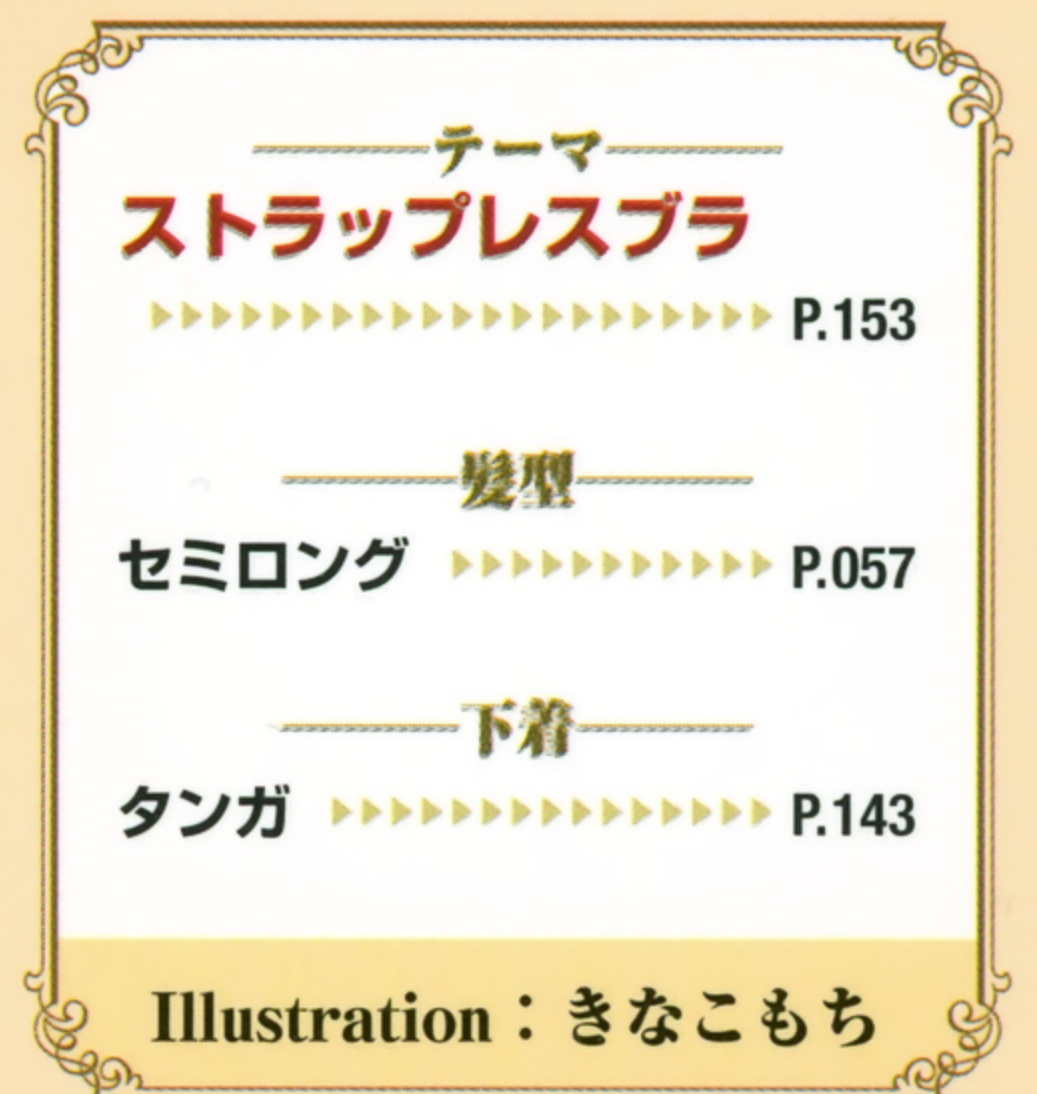 テーマ
ストラップレスブラ
P.153
髪型
セミロング P.057
下着
タンガ P.143
Illustration：きなこもち